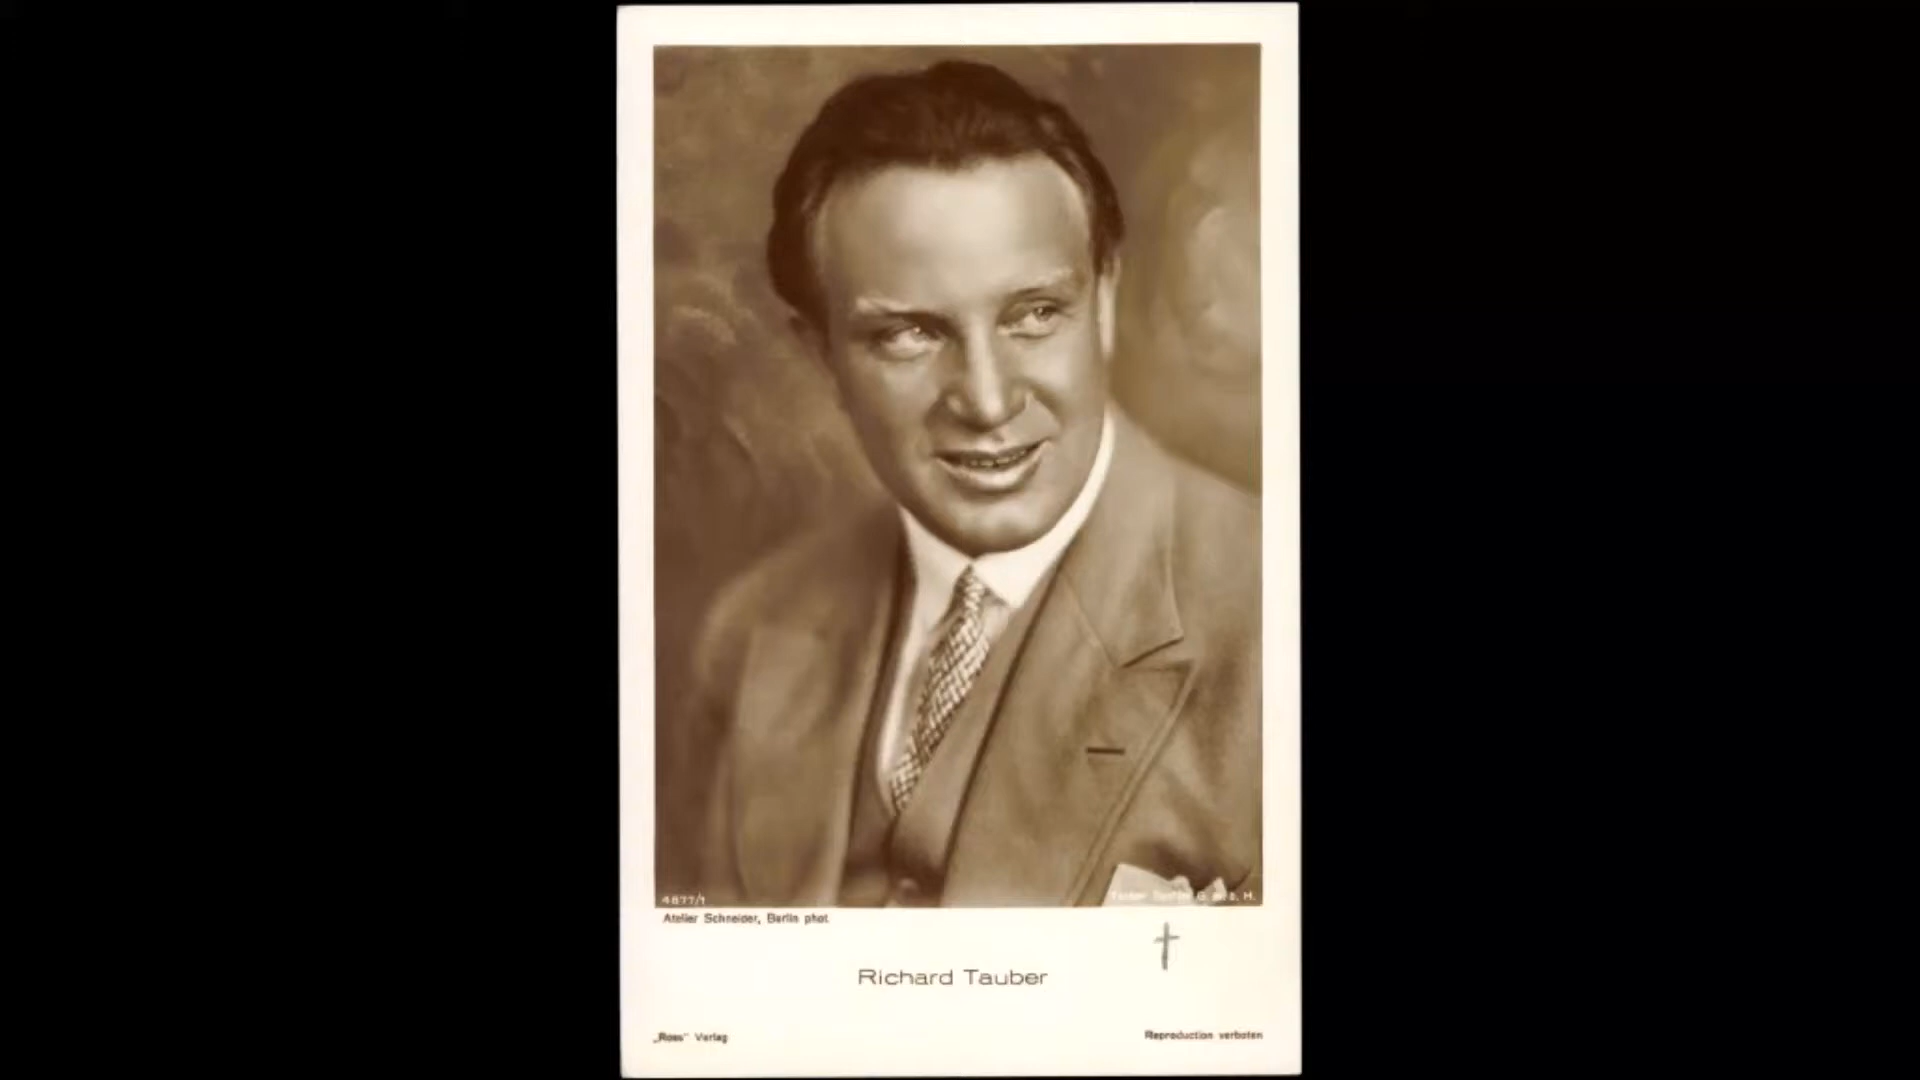 4877/1
G. m. b. H.
Atelier Schneider, Berlin phot.
Richard Tauber
„Ross“ Verlag
Reproduction verboten